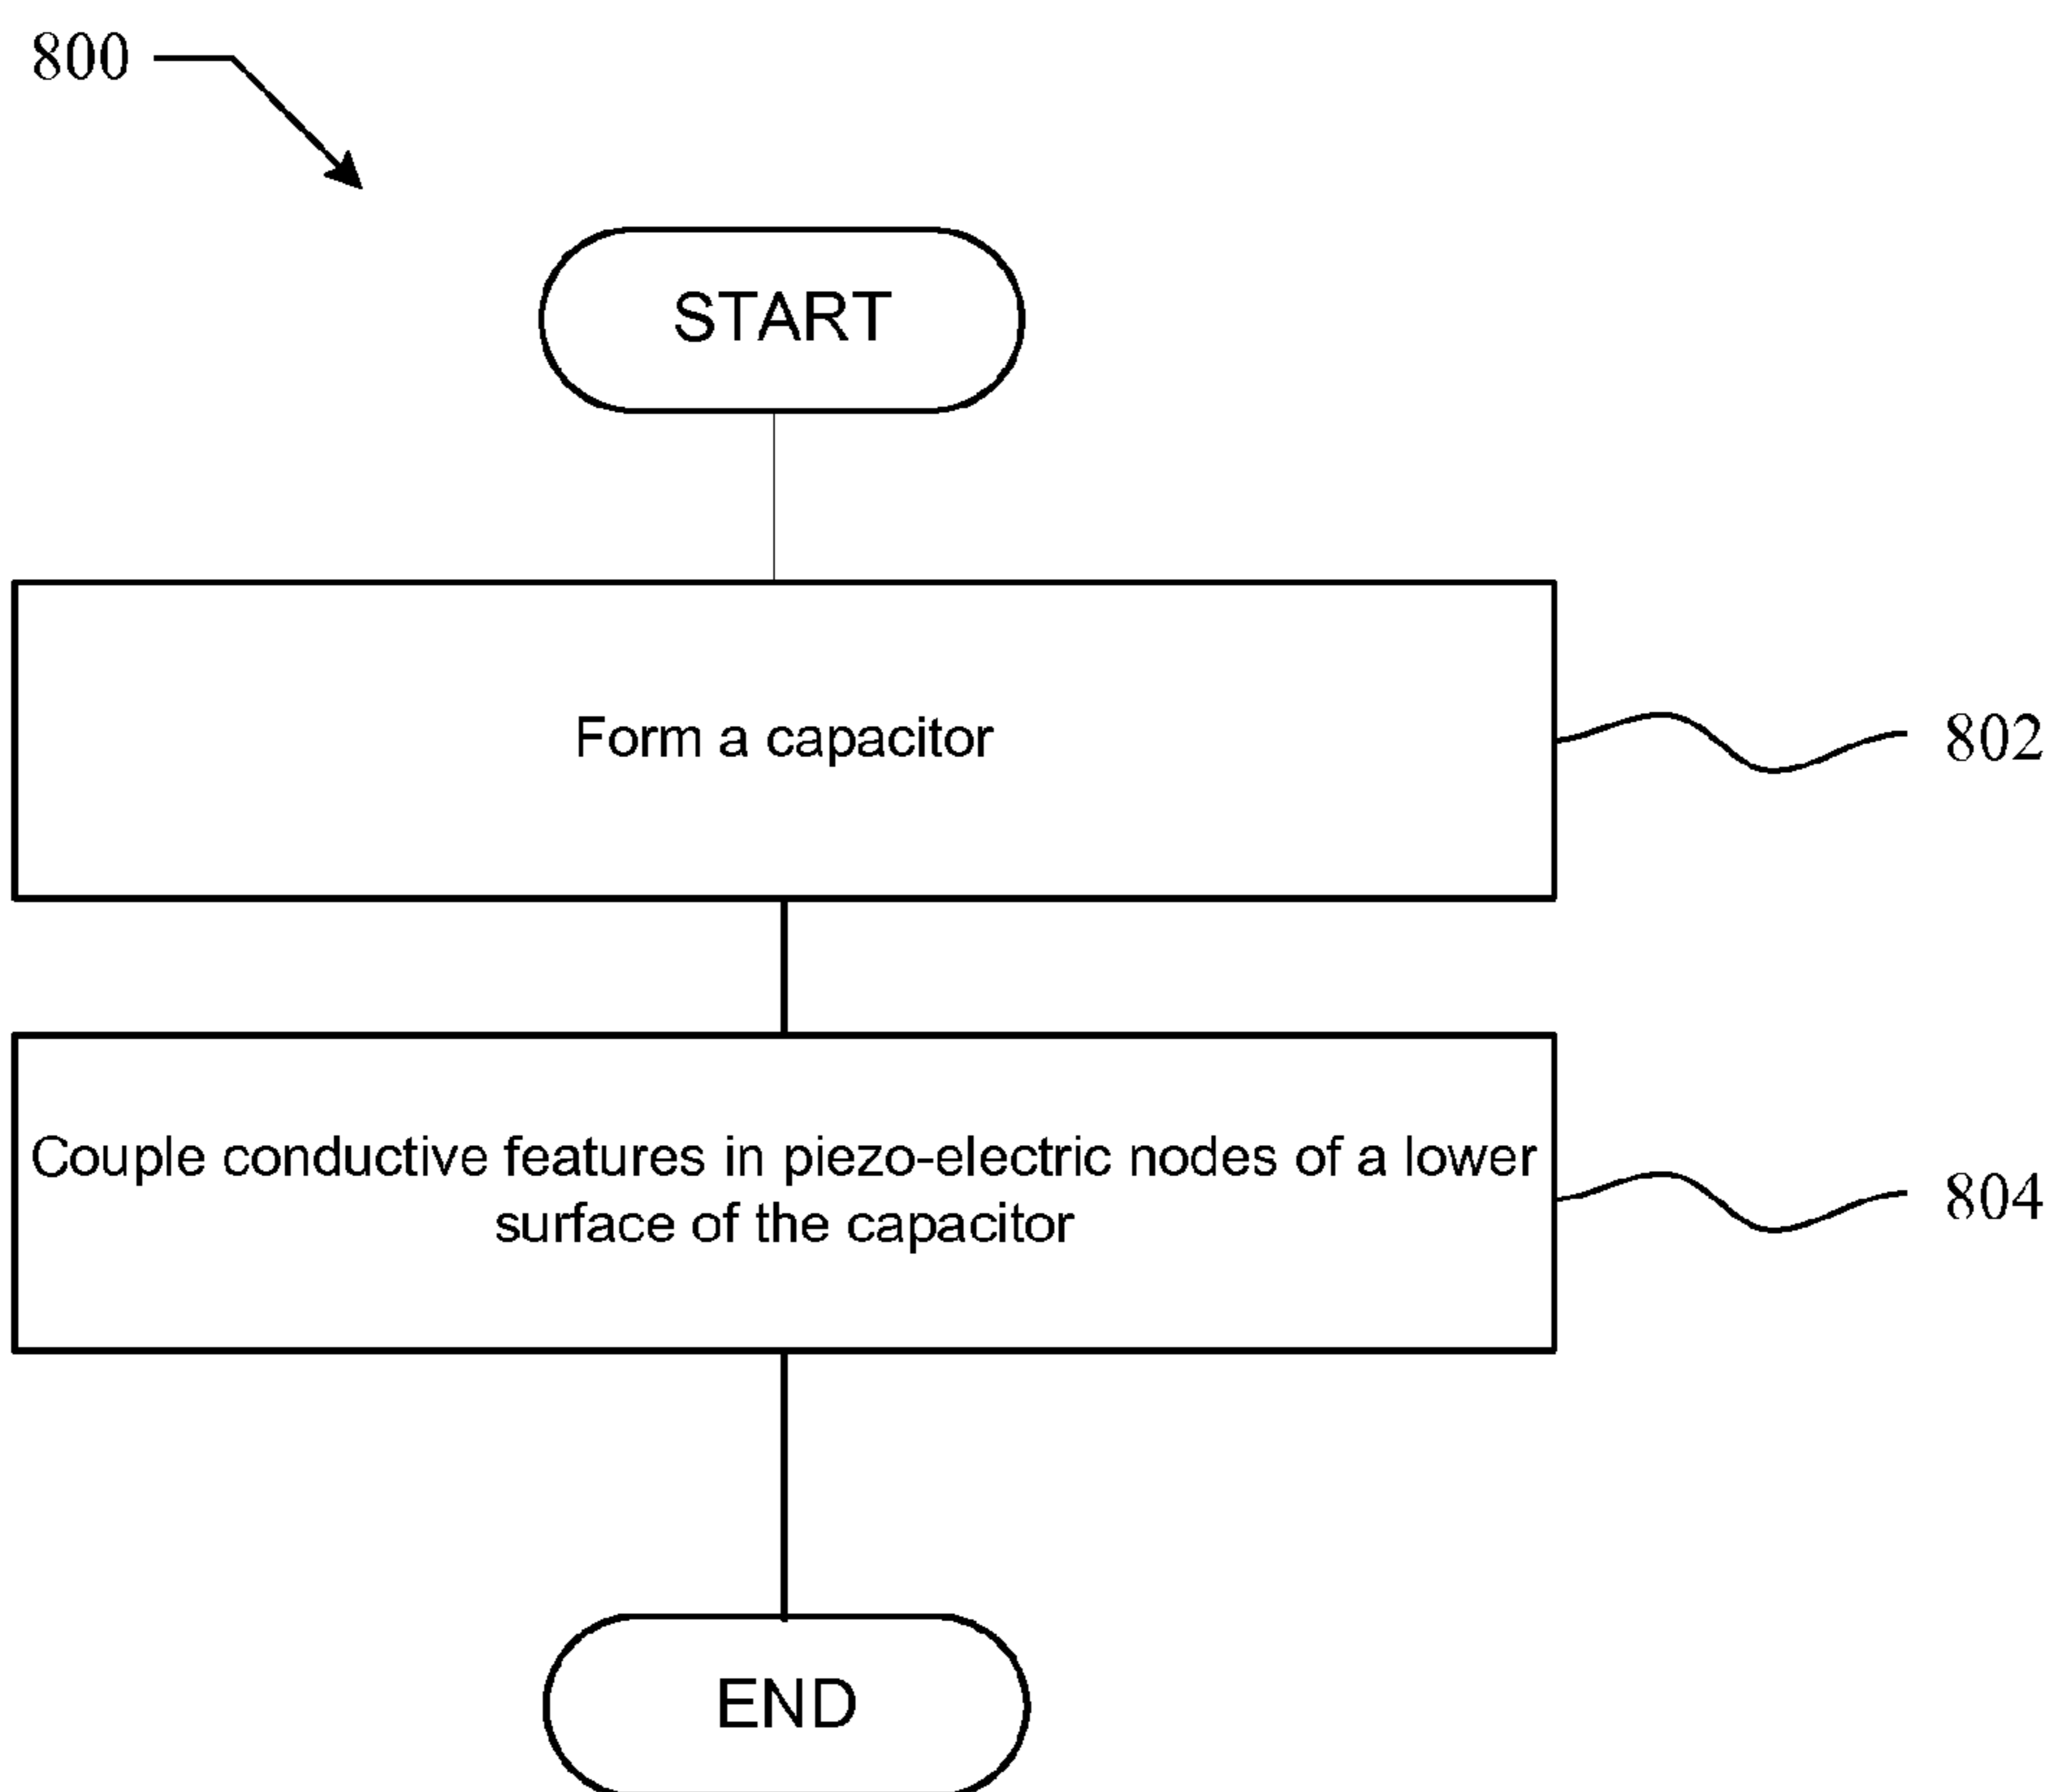 800
START
Form a capacitor
802
Couple conductive features in piezo-electric nodes of a lower
surface of the capacitor
804
END